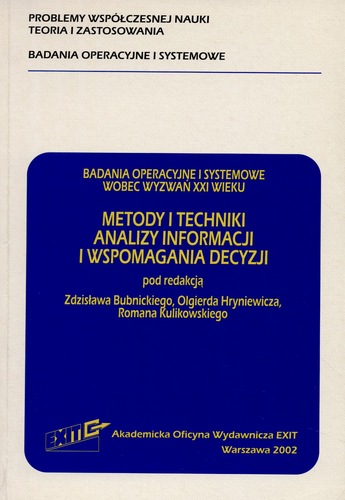 PROBLEMY WSPÓŁCZESNEJ NAUKI
TEORIA I ZASTOSOWANIA
BADANIA OPERACYJNE I SYSTEMOWE
BADANIA OPERACYJNE I SYSTEMOWE
WOBEC WYZWAŃ XXI WIEKU
METODY I TECHNIKI
ANALIZY INFORMACJI
I WSPOMAGANIA DECYZJI
pod redakcją
Zdzisława Bubnickiego, Olgierda Hryniewicza,
Romana Kulikowskiego
EXIT
Akademicka Oficyna Wydawnicza EXIT
Warszawa 2002